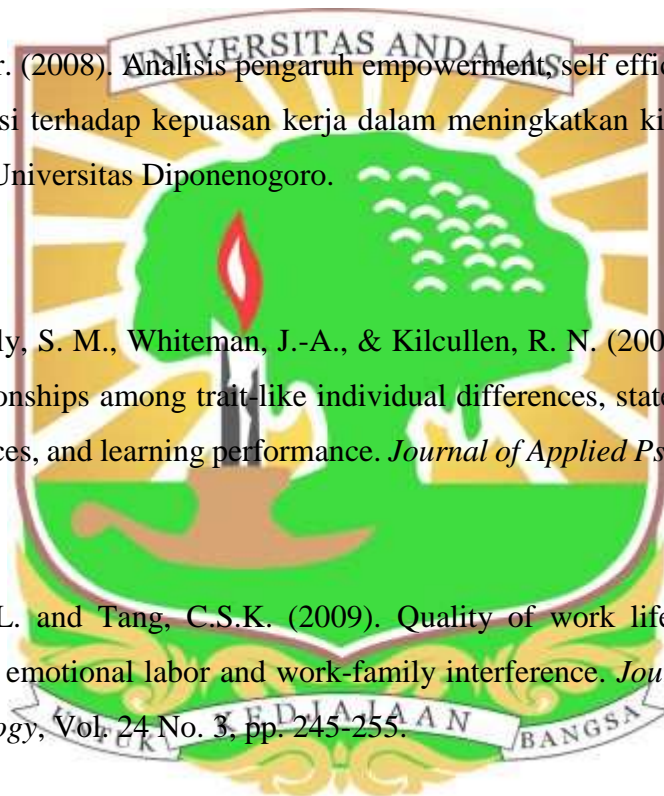 UNIVERSITAS ANDALAS
r. (2008). Analisis pengaruh empowerment, self effic
si terhadap kepuasan kerja dalam meningkatkan ki
Universitas Diponenogoro.
ly, S. M., Whiteman, J.-A., & Kilcullen, R. N. (200
onships among trait-like individual differences, state
ces, and learning performance. Journal of Applied Ps
L. and Tang, C.S.K. (2009). Quality of work life
emotional labor and work-family interference. Jou
ogy, Vol. 24 No. 3, pp. 245-255.
UNTUK KEDJAJAAN BANGSA